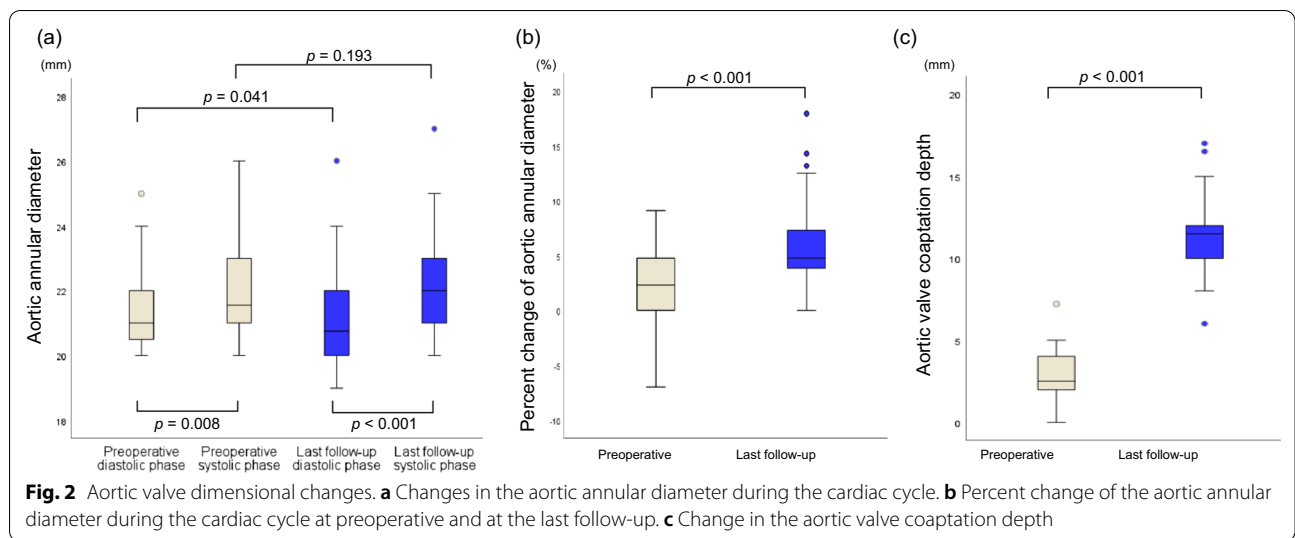 (a)
(mm)
Aortic annular diameter
28
26
24
22
20
18
p = 0.193
p = 0.041
p = 0.008
p < 0.001
Preoperative
diastolic phase
Preoperative
systolic phase
Last follow-up
diastolic phase
Last follow-up
systolic phase
(b)
(%)
Percent change of aortic annular diameter
20
15
10
5
0
-5
-10
p < 0.001
Preoperative
Last follow-up
(c)
(mm)
Aortic valve coaptation depth
20
15
10
5
0
p < 0.001
Preoperative
Last follow-up
Fig. 2 Aortic valve dimensional changes. a Changes in the aortic annular diameter during the cardiac cycle. b Percent change of the aortic annular
diameter during the cardiac cycle at preoperative and at the last follow-up. c Change in the aortic valve coaptation depth